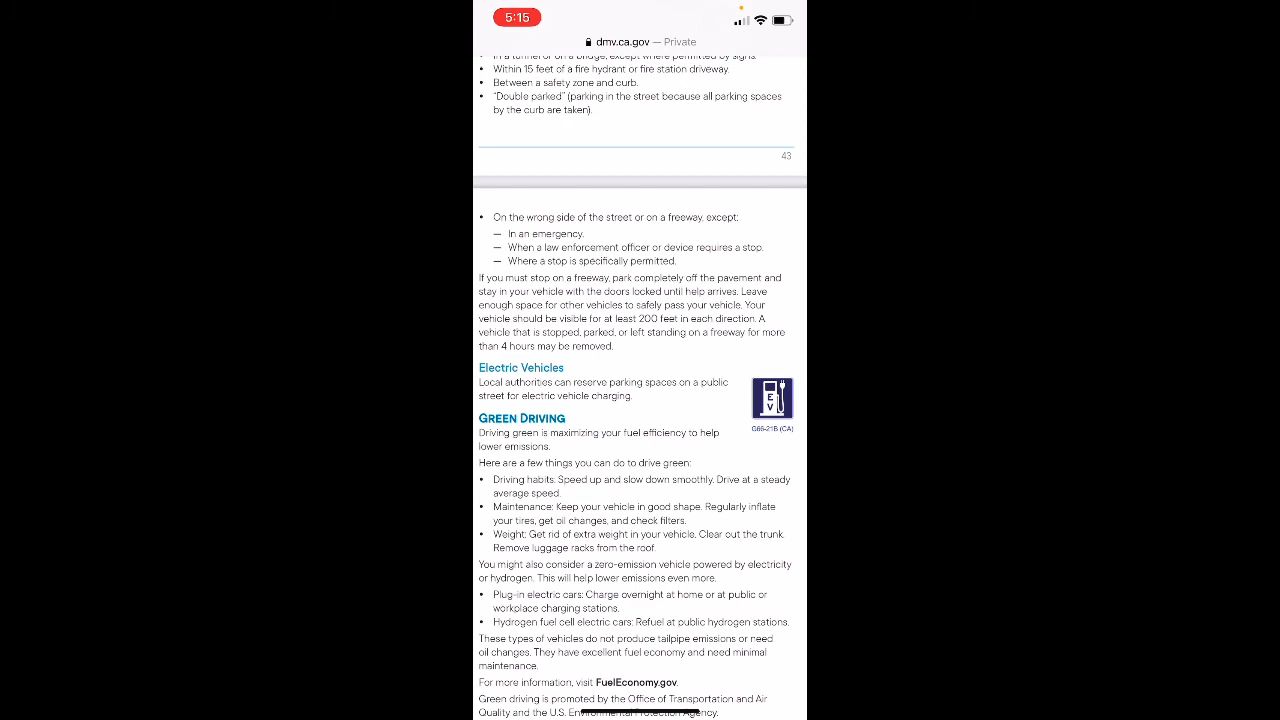 5:15
dmv.ca.gov — Private
• In a tunnel or on a bridge, except where permitted by signs.
• Within 15 feet of a fire hydrant or fire station driveway.
• Between a safety zone and curb.
• “Double parked” (parking in the street because all parking spaces
by the curb are taken).
43
• On the wrong side of the street or on a freeway, except:
— In an emergency.
— When a law enforcement officer or device requires a stop.
— Where a stop is specifically permitted.
If you must stop on a freeway, park completely off the pavement and
stay in your vehicle with the doors locked until help arrives. Leave
enough space for other vehicles to safely pass your vehicle. Your
vehicle should be visible for at least 200 feet in each direction. A
vehicle that is stopped, parked, or left standing on a freeway for more
than 4 hours may be removed.
Electric Vehicles
Local authorities can reserve parking spaces on a public
street for electric vehicle charging.
EV
G66-21B (CA)
GREEN DRIVING
Driving green is maximizing your fuel efficiency to help
lower emissions.
Here are a few things you can do to drive green:
• Driving habits: Speed up and slow down smoothly. Drive at a steady
average speed.
• Maintenance: Keep your vehicle in good shape. Regularly inflate
your tires, get oil changes, and check filters.
• Weight: Get rid of extra weight in your vehicle. Clear out the trunk.
Remove luggage racks from the roof.
You might also consider a zero-emission vehicle powered by electricity
or hydrogen. This will help lower emissions even more.
• Plug-in electric cars: Charge overnight at home or at public or
workplace charging stations.
• Hydrogen fuel cell electric cars: Refuel at public hydrogen stations.
These types of vehicles do not produce tailpipe emissions or need
oil changes. They have excellent fuel economy and need minimal
maintenance.
For more information, visit FuelEconomy.gov.
Green driving is promoted by the Office of Transportation and Air
Quality and the U.S. Environmental Protection Agency.